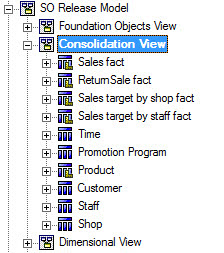 SO Release Model
Foundation Objects View
Consolidation View
Sales fact
ReturnSale fact
Sales target by shop fact
Sales target by staff fact
Time
Promotion Program
Product
Customer
Staff
Shop
Dimensional View